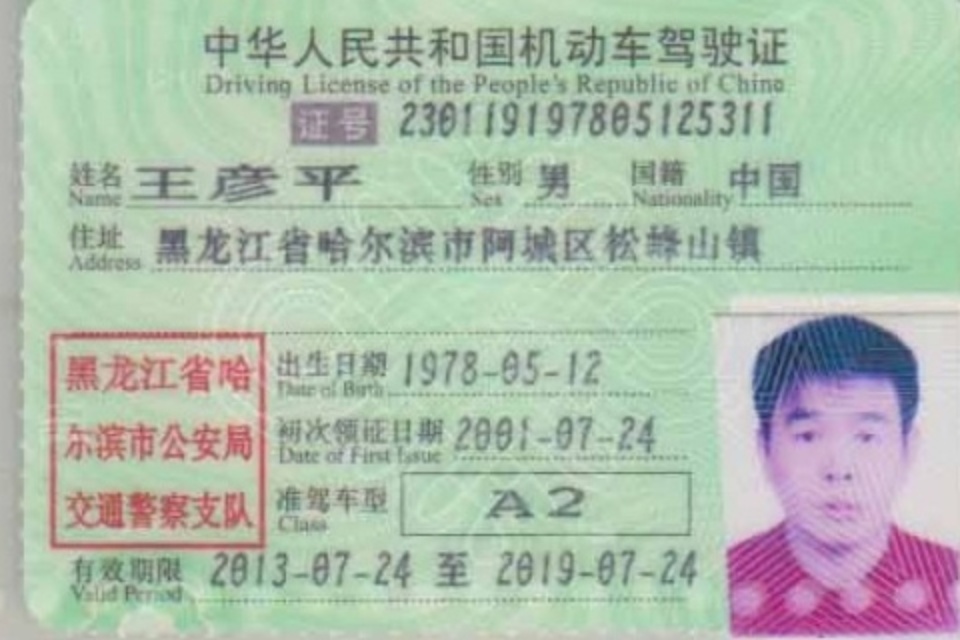 中华人民共和国机动车驾驶证
Driving License of the People's Republic of China
证号 230119197805125311
姓名 王彦平 性别 男 国籍 中国
Name Sex Nationality
住址 黑龙江省哈尔滨市阿城区松峰山镇
Address
黑龙江省哈
尔滨市公安局
交通警察支队
出生日期 1978-05-12
Date of Birth
初次领证日期 2001-07-24
Date of First Issue
准驾车型 A2
Class
有效期限 2013-07-24 至 2019-07-24
Valid Period